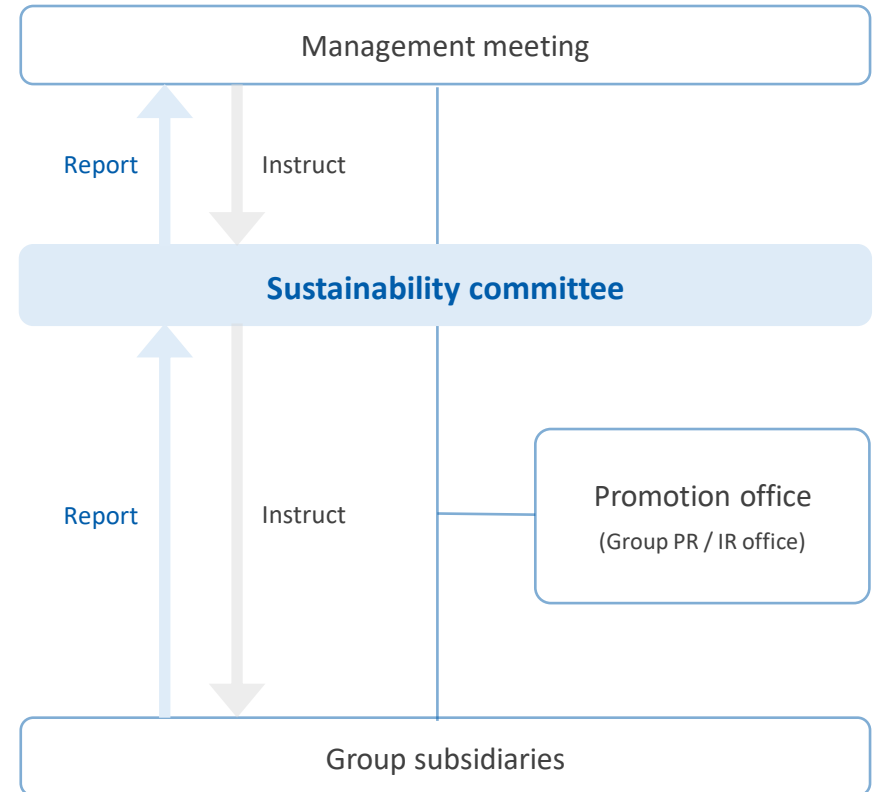 Management meeting
Report
Instruct
Sustainability committee
Report
Instruct
Promotion office
(Group PR / IR office)
Group subsidiaries